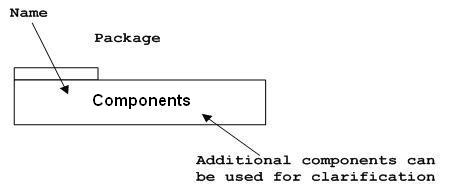 Name
Package
Components
Additional components can
be used for clarification